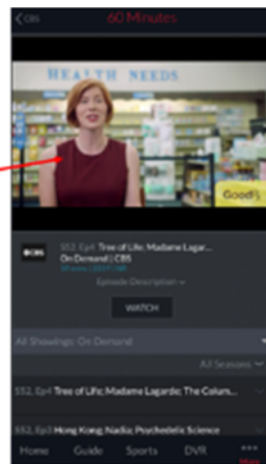 CBS
60 Minutes
HEALTH NEEDS
CBS
S52, Ep4 Tree of Life; Madame Lagar...
On Demand | CBS
Episode Description
WATCH
All Showings: On Demand
All Seasons
S52, Ep4 Tree of Life; Madame Lagarde; The Colum...
S52, Ep3 Hong Kong; Nadia; Psychedelic Science
Home Guide Sports DVR More